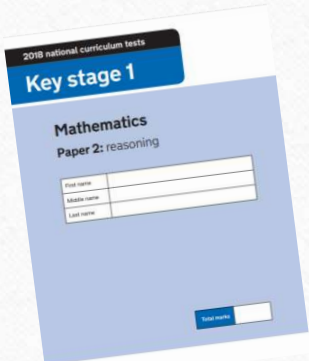 2018 national curriculum tests
Key stage 1
Mathematics
Paper 2: reasoning
First name
Middle name
Last name
Total marks